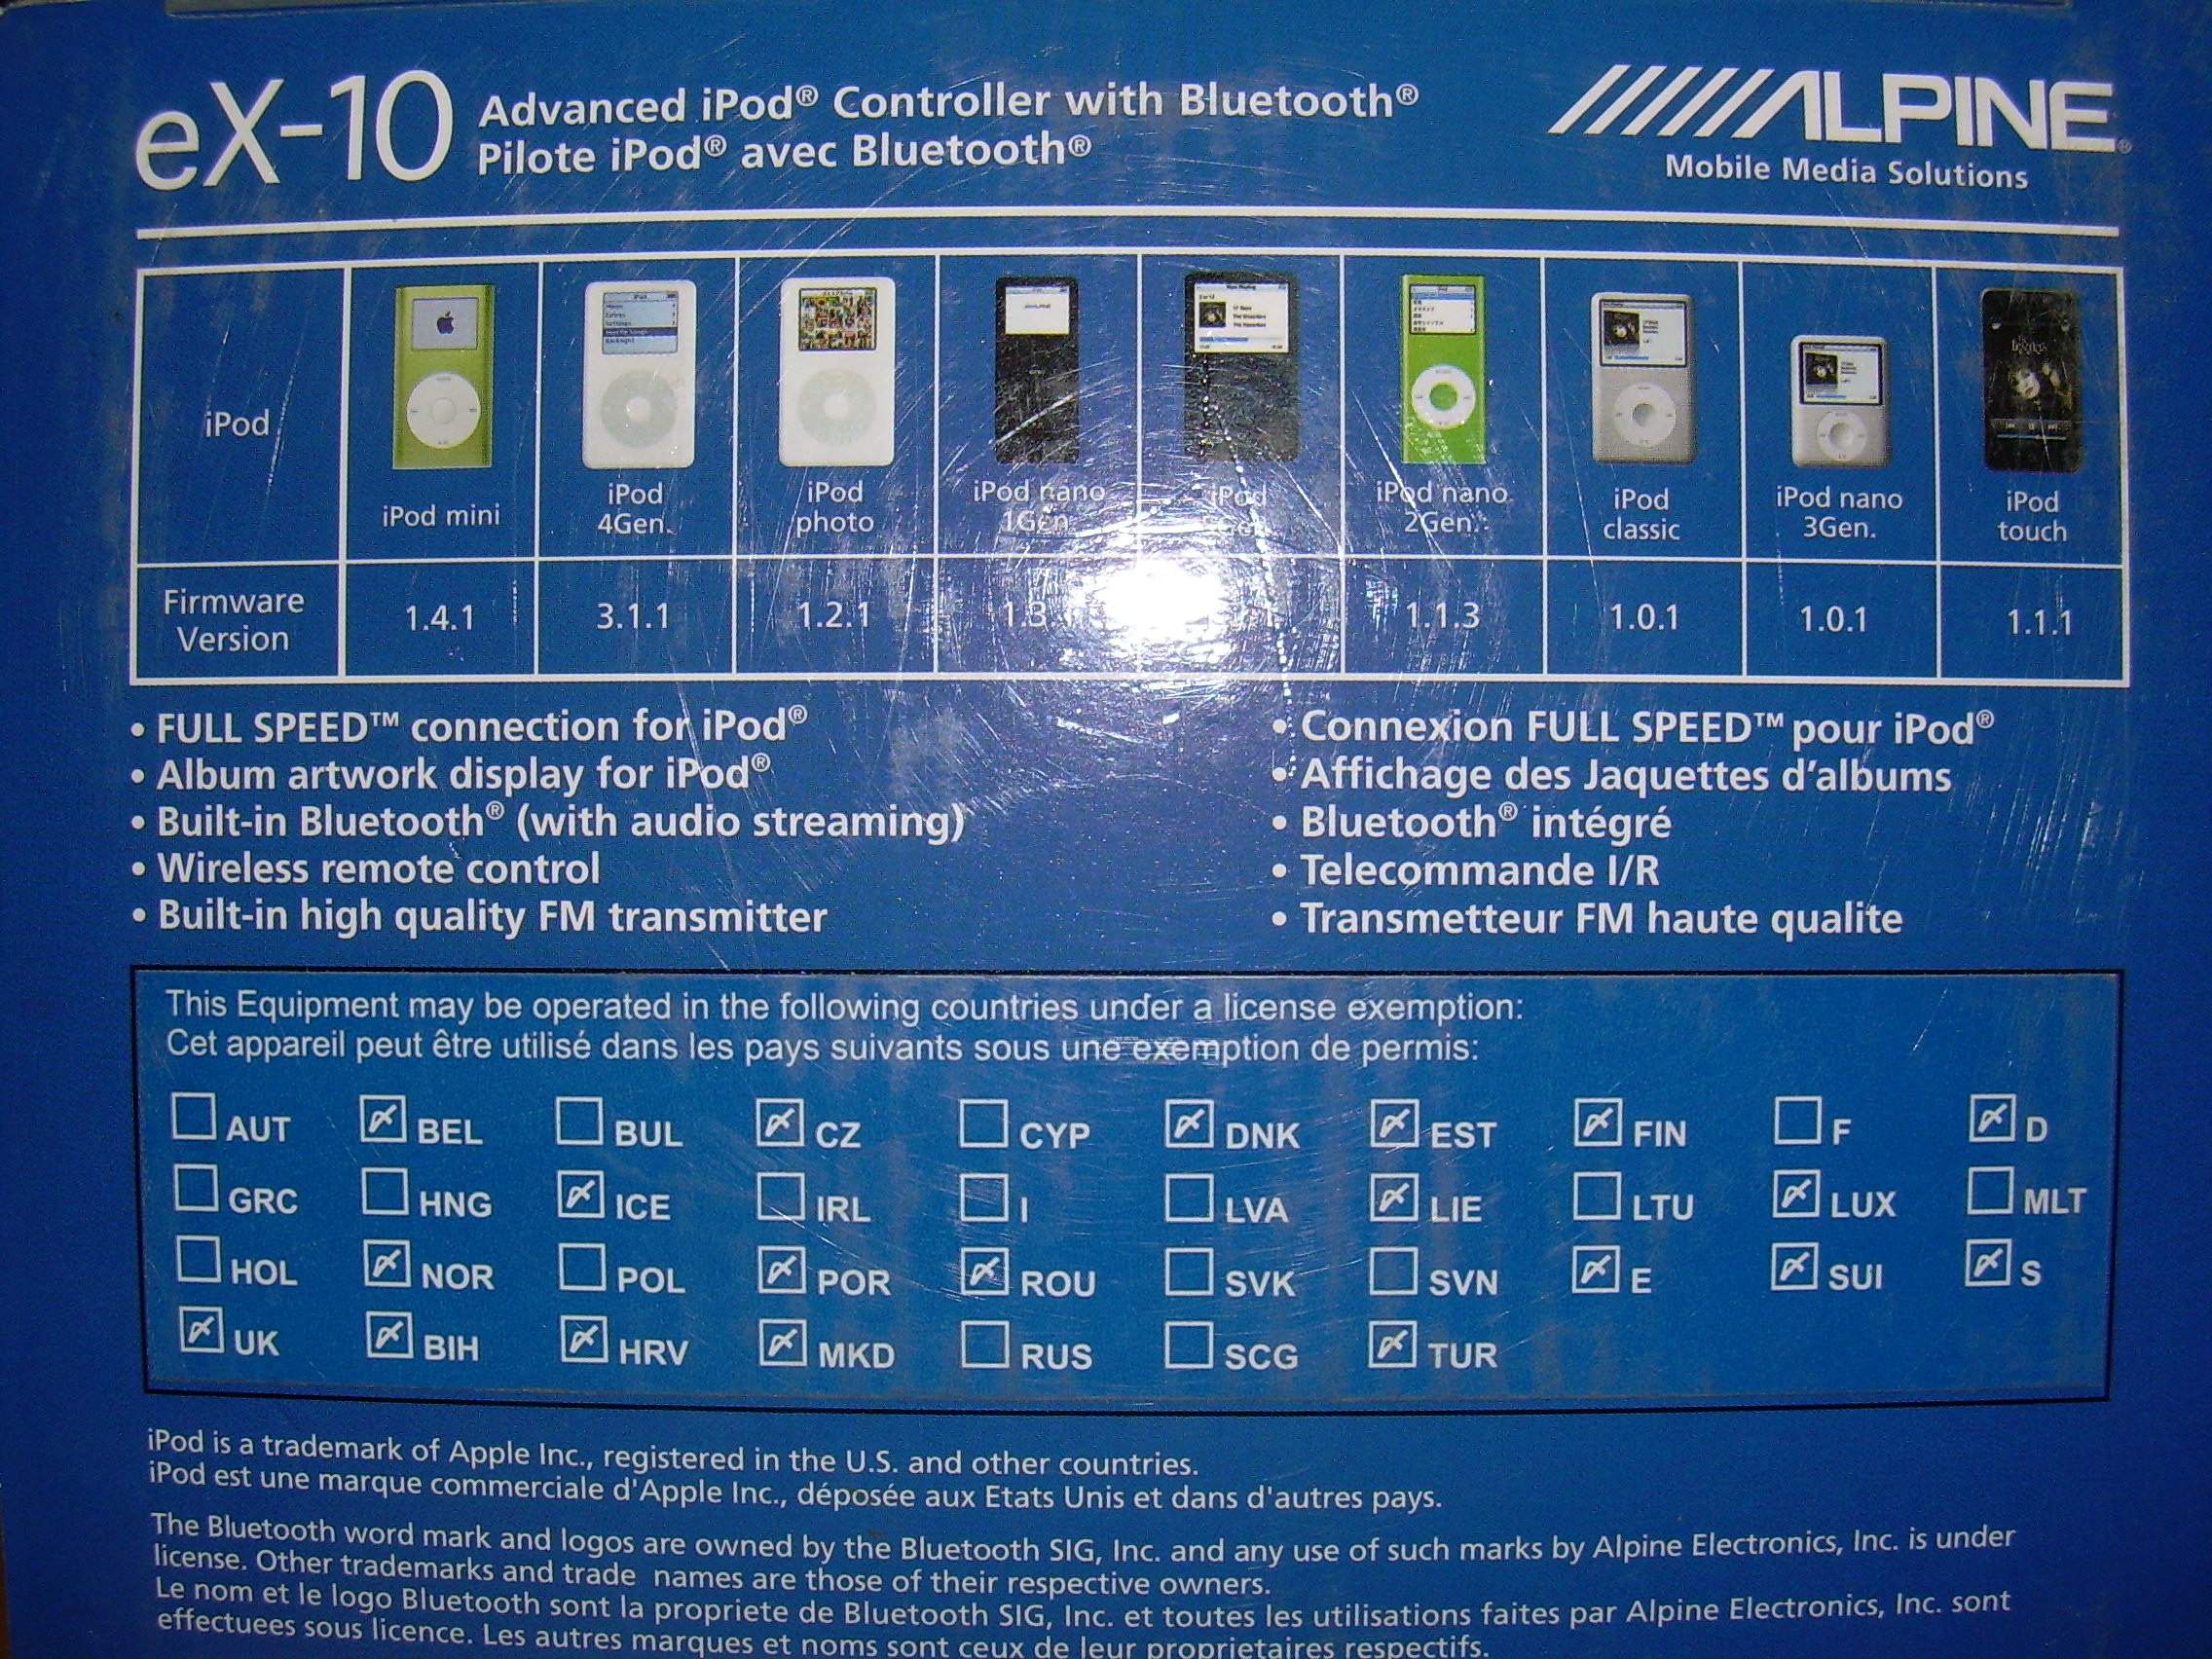 eX-10 Advanced iPod® Controller with Bluetooth®
Pilote iPod® avec Bluetooth®
ALPINE®
Mobile Media Solutions
iPod
iPod mini
iPod 4Gen.
iPod photo
iPod nano 1Gen.
iPod
iPod nano 2Gen.
iPod classic
iPod nano 3Gen.
iPod touch
Firmware Version
1.4.1
3.1.1
1.2.1
1.1.3
1.0.1
1.0.1
1.1.1
• FULL SPEED™ connection for iPod®
• Album artwork display for iPod®
• Built-in Bluetooth® (with audio streaming)
• Wireless remote control
• Built-in high quality FM transmitter
• Connexion FULL SPEED™ pour iPod®
• Affichage des Jaquettes d'albums
• Bluetooth® intégré
• Telecommande I/R
• Transmetteur FM haute qualite
This Equipment may be operated in the following countries under a license exemption:
Cet appareil peut être utilisé dans les pays suivants sous une exemption de permis:
AUT BEL BUL CZ CYP DNK EST FIN F D
GRC HNG ICE IRL I LVA LIE LTU LUX MLT
HOL NOR POL POR ROU SVK SVN E SUI S
UK BIH HRV MKD RUS SCG TUR
iPod is a trademark of Apple Inc., registered in the U.S. and other countries.
iPod est une marque commerciale d'Apple Inc., déposée aux Etats Unis et dans d'autres pays.
The Bluetooth word mark and logos are owned by the Bluetooth SIG, Inc. and any use of such marks by Alpine Electronics, Inc. is under
license. Other trademarks and trade names are those of their respective owners.
Le nom et le logo Bluetooth sont la propriete de Bluetooth SIG, Inc. et toutes les utilisations faites par Alpine Electronics, Inc. sont
effectuees sous licence. Les autres marques et noms sont ceux de leur proprietaires respectifs.